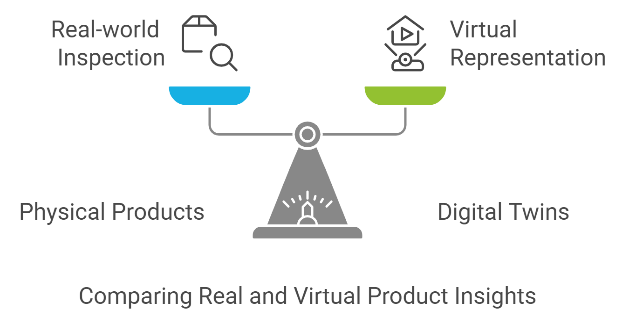 Real-world
Inspection
Virtual
Representation
Physical Products
Digital Twins
Comparing Real and Virtual Product Insights